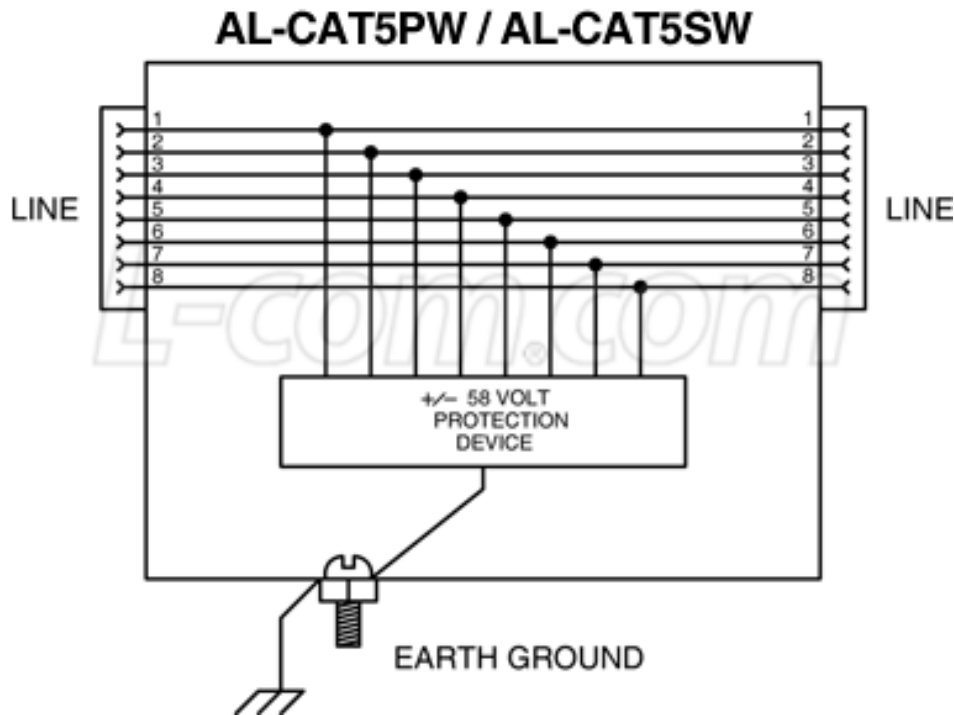 AL-CAT5PW / AL-CAT5SW
1 1
2 2
3 3
4 4
LINE LINE
5 5
6 6
7 7
8 8
L-com.com®
+/- 58 VOLT
PROTECTION
DEVICE
EARTH GROUND